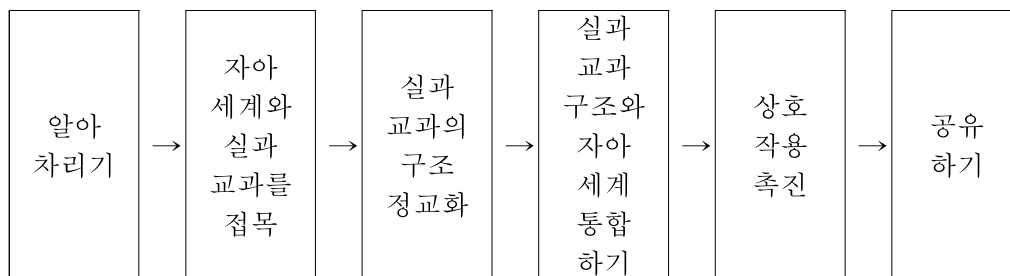 알아
차리기
→
자아
세계와
실과
교과를
접목
→
실과
교과의
구조
정교화
→
실과
교과
구조와
자아
세계
통합
하기
→
상호
작용
촉진
→
공유
하기